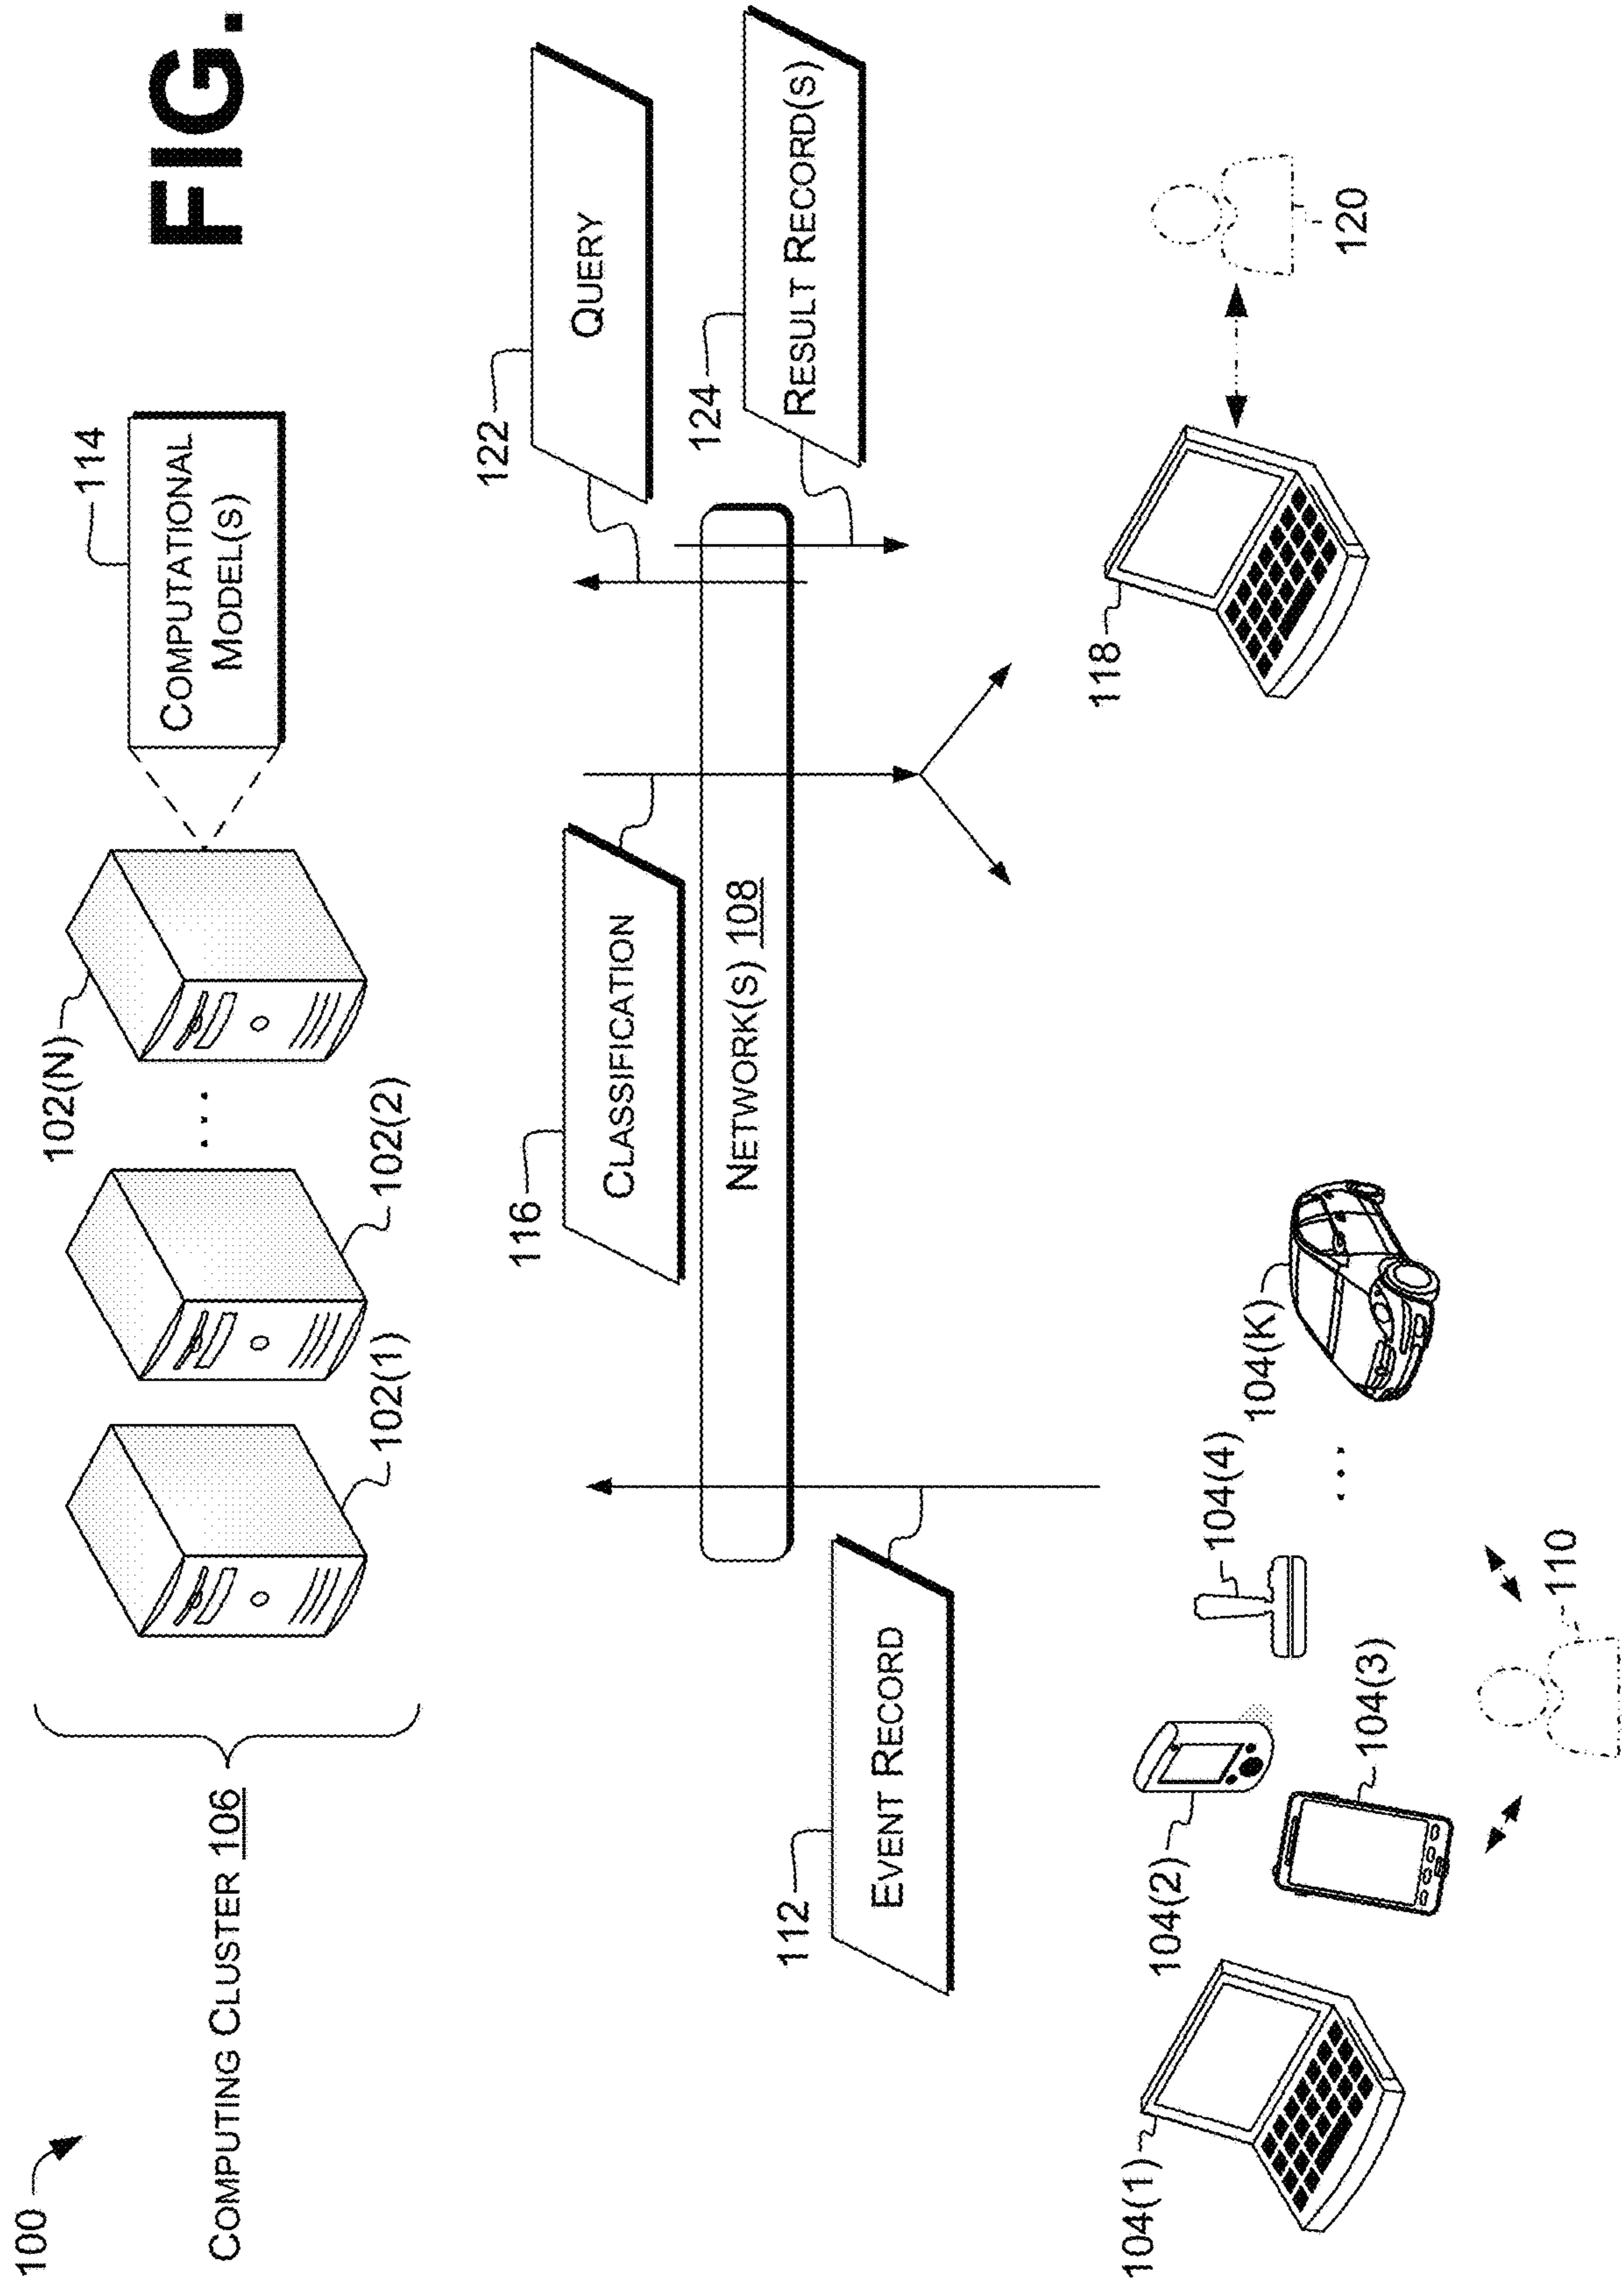 100
FIG.
COMPUTING CLUSTER 106
102(1)
102(2)
102(N)
114
COMPUTATIONAL
MODEL(S)
116
CLASSIFICATION
122
QUERY
NETWORK(S) 108
124
RESULT RECORD(S)
112
EVENT RECORD
104(1)
104(2)
104(3)
104(4)
104(K)
110
118
120